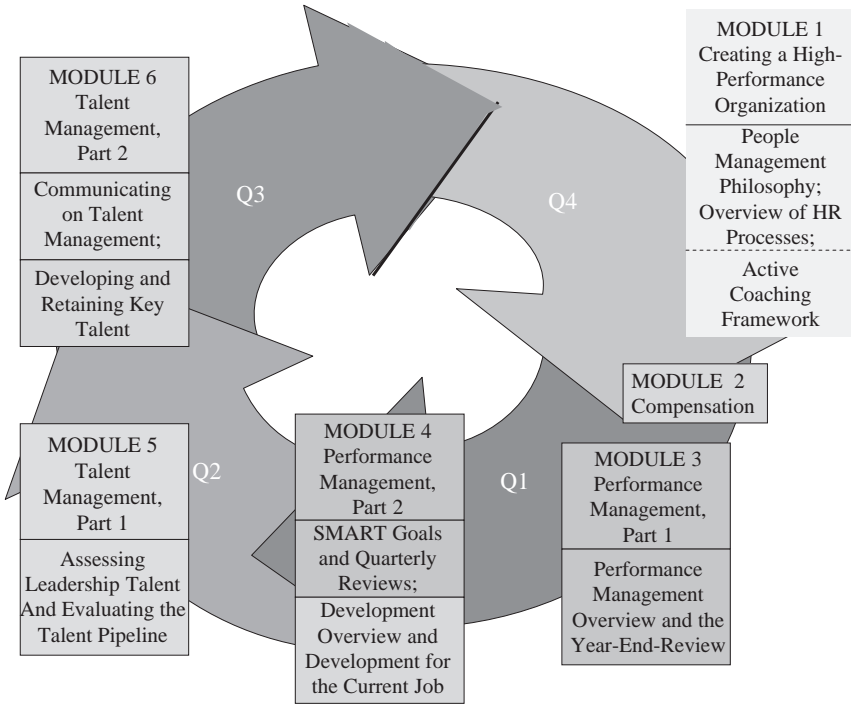 MODULE 1
Creating a High-
Performance
Organization
People
Management
Philosophy;
Overview of HR
Processes;
Active
Coaching
Framework
MODULE 2
Compensation
MODULE 3
Performance
Management,
Part 1
Performance
Management
Overview and the
Year-End-Review
MODULE 4
Performance
Management,
Part 2
SMART Goals
and Quarterly
Reviews;
Development
Overview and
Development for
the Current Job
MODULE 5
Talent
Management,
Part 1
Assessing
Leadership Talent
And Evaluating the
Talent Pipeline
MODULE 6
Talent
Management,
Part 2
Communicating
on Talent
Management;
Developing and
Retaining Key
Talent
Q1
Q2
Q3
Q4